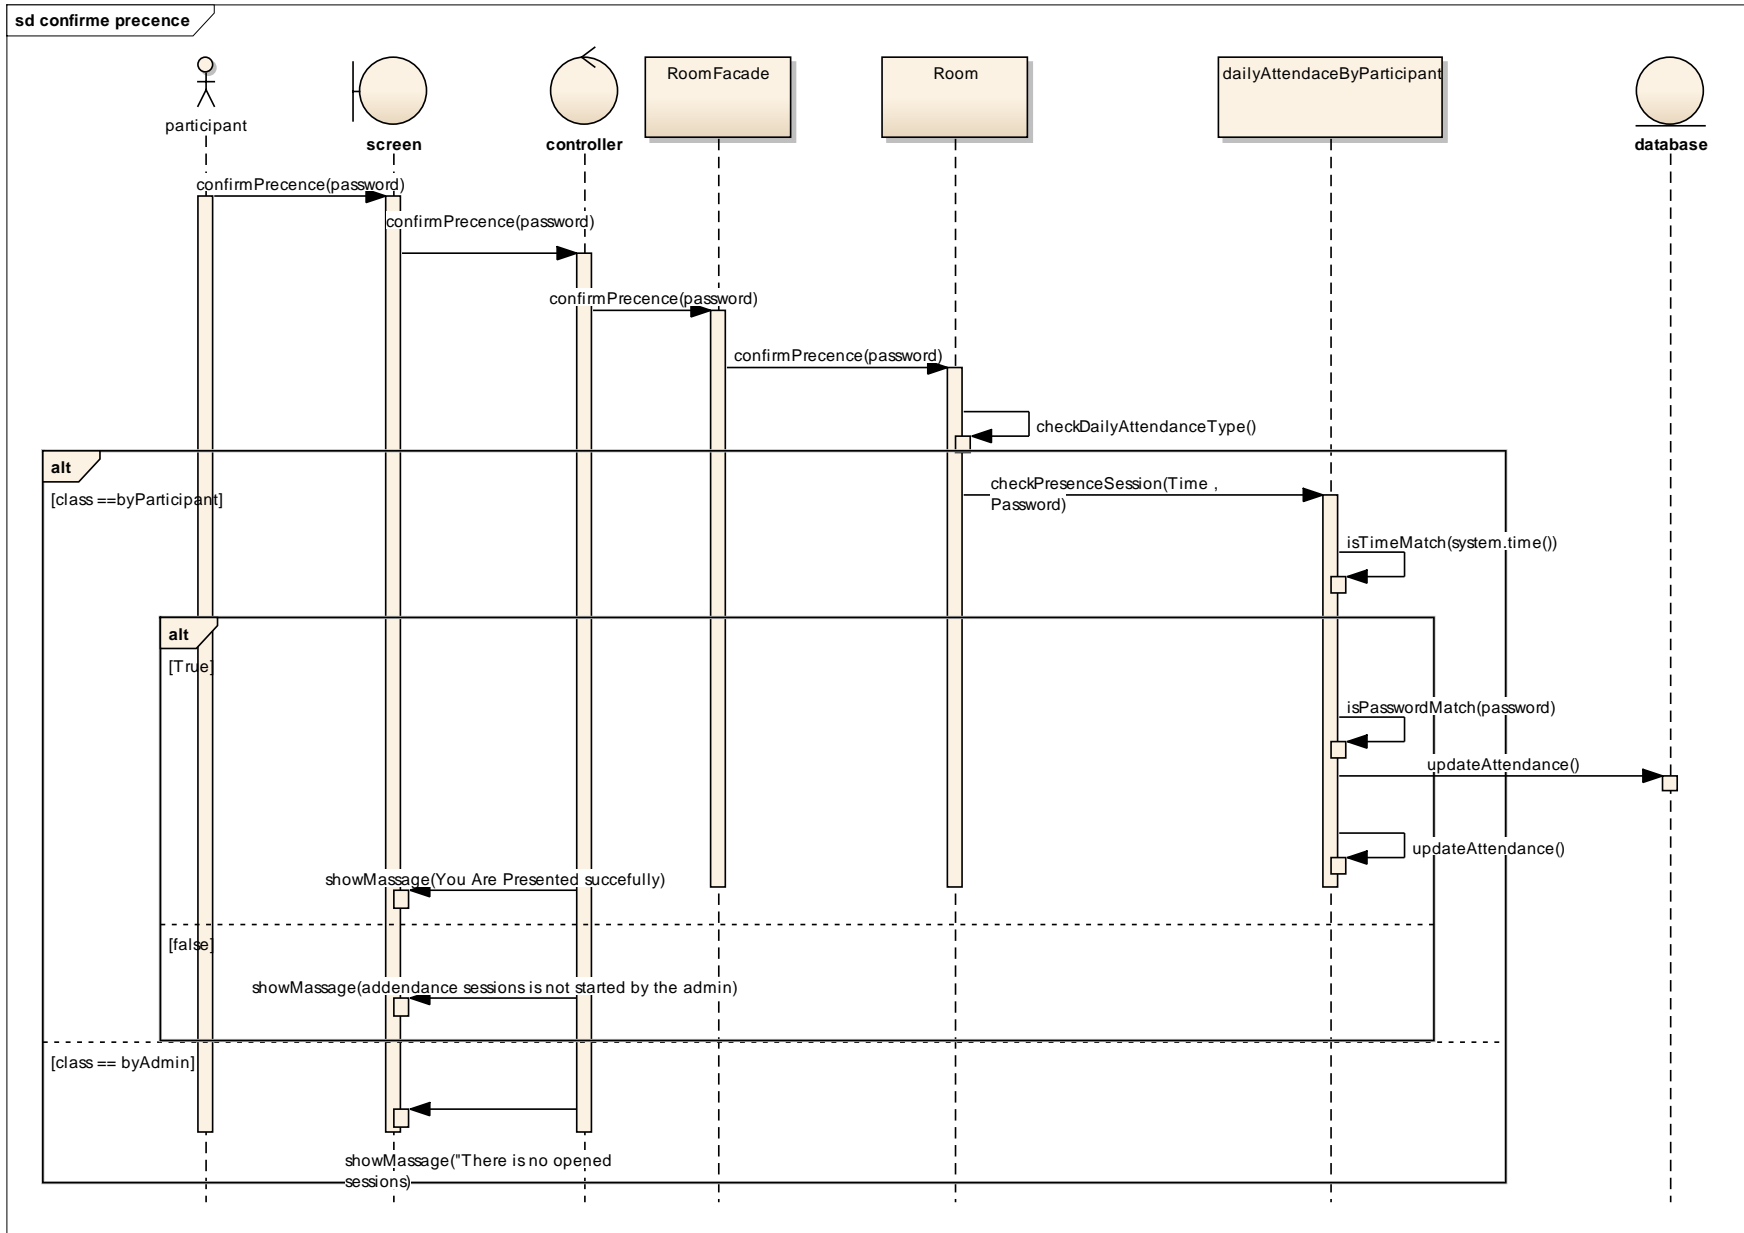 sd confirme precence
RoomFacade
Room
dailyAttendaceByParticipant
participant
screen
controller
database
confirmPrecence(password)
confirmPrecence(password)
confirmPrecence(password)
confirmPrecence(password)
checkDailyAttendanceType()
alt
[class ==byParticipant]
checkPresenceSession(Time ,
Password)
isTimeMatch(system.time())
alt
[True]
isPasswordMatch(password)
updateAttendance()
updateAttendance()
showMassage(You Are Presented succefully)
[false]
showMassage(addendance sessions is not started by the admin)
[class == byAdmin]
showMassage("There is no opened
sessions)